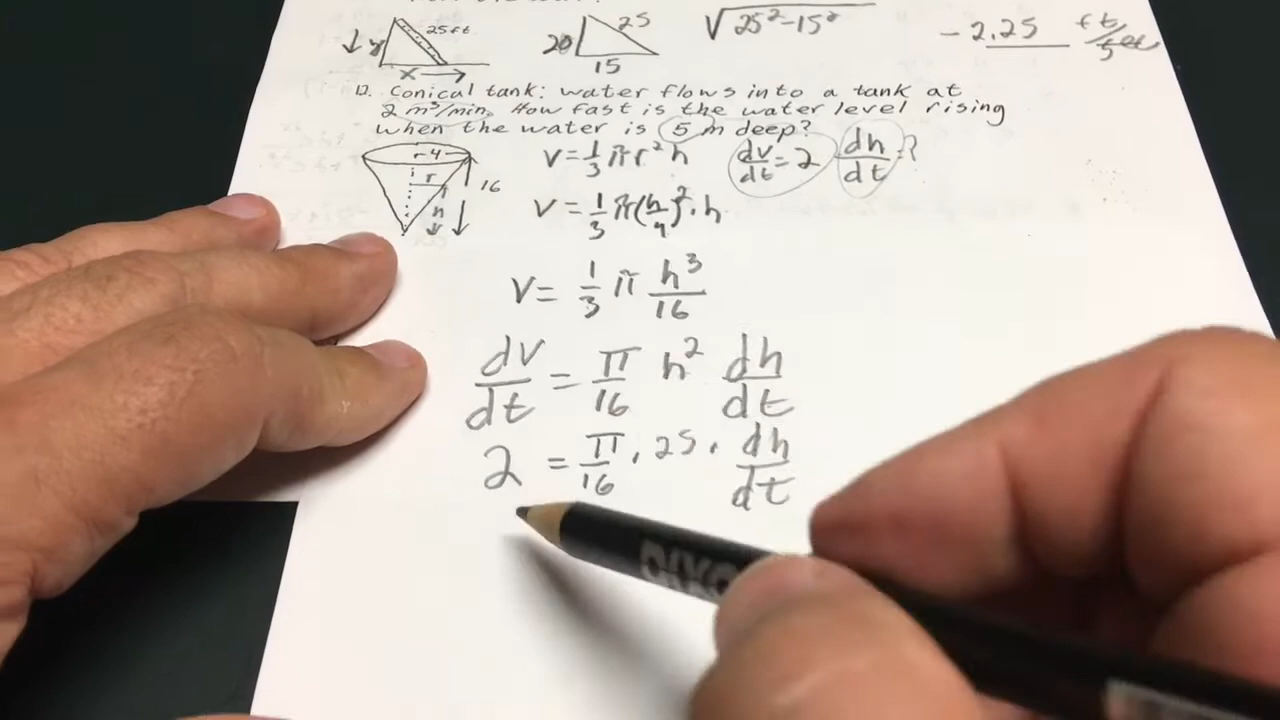 25ft
y
x
20
25
15
√25²-15²
-2.25 ft/sec
12. Conical tank: water flows into a tank at
2 m³/min. How fast is the water level rising
when the water is 5 m deep?
r 4
r
h
16
V = 1/3 πr²h
dV/dt = 2
dh/dt = ?
V = 1/3 π(h/4)²·h
V = 1/3 π h³/16
dV/dt = π/16 h² dh/dt
2 = π/16 · 25 · dh/dt
DIXO